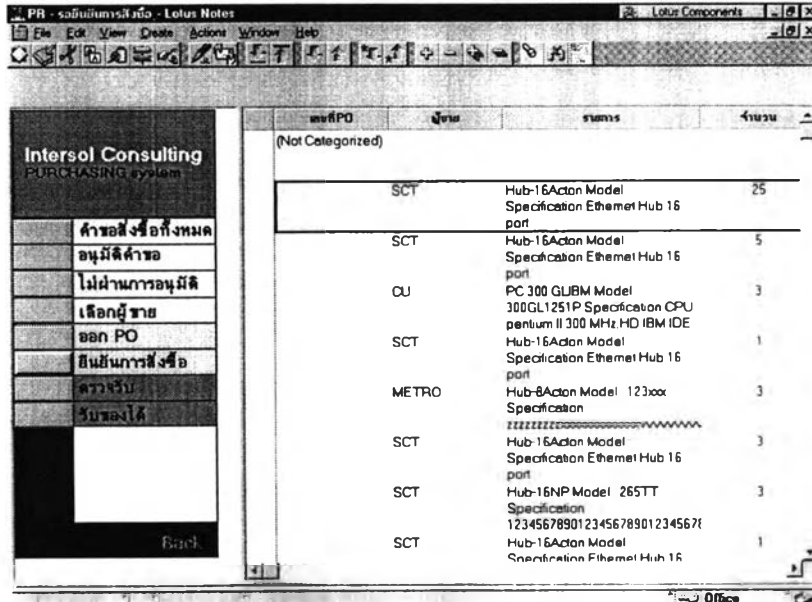 PR - รอยืนยันการสั่งซื้อ - Lotus Notes
Lotus Components
File Edit View Create Actions Window Help
Intersol Consulting
PURCHASING system
คำขอสั่งซื้อทั้งหมด
อนุมัติคำขอ
ไม่ผ่านการอนุมัติ
เลือกผู้ขาย
ออก PO
ยืนยันการสั่งซื้อ
ตรวจรับ
รับของได้
Back
เลขที่PO ผู้ขาย รายการ จำนวน
(Not Categorized)
SCT Hub-16Acton Model 25
Specification Ethernet Hub 16
port
SCT Hub-16Acton Model 5
Specification Ethernet Hub 16
port
CU PC 300 GLIBM Model 3
300GL1251P Specification CPU
pentium II 300 MHz.HD IBM IDE
SCT Hub-16Acton Model 1
Specification Ethernet Hub 16
port
METRO Hub-8Acton Model 123xxx 3
Specification
SCT Hub-16Acton Model 3
Specification Ethernet Hub 16
port
SCT Hub-16NP Model 265TT 3
Specification
1234567890123456789012345678
SCT Hub-16Acton Model 1
Specification Ethernet Hub 16
Office